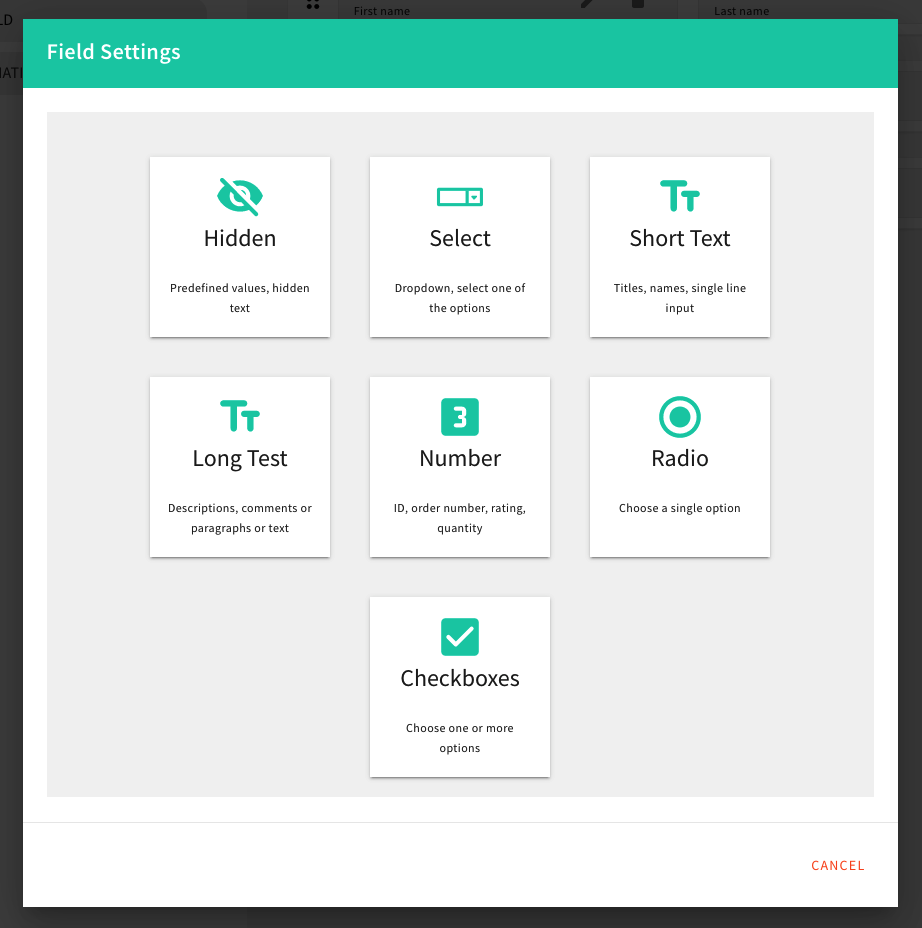 LD
First name
Last name
Field Settings
Hidden
Predefined values, hidden
text
Select
Dropdown, select one of
the options
Short Text
Titles, names, single line
input
Long Test
Descriptions, comments or
paragraphs or text
3
Number
ID, order number, rating,
quantity
Radio
Choose a single option
Checkboxes
Choose one or more
options
CANCEL